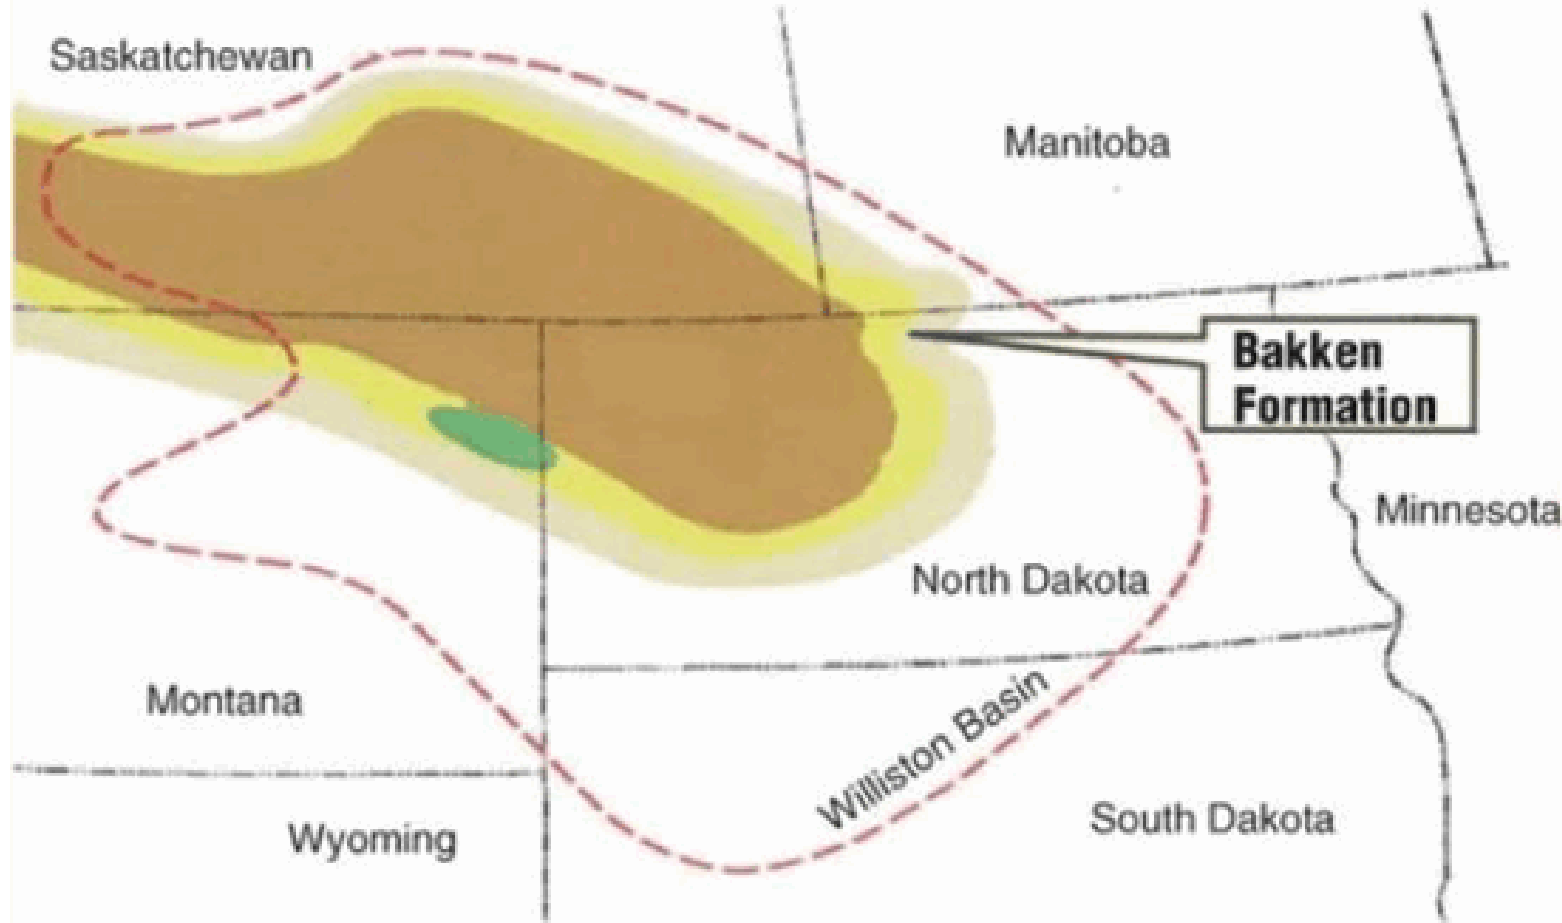 Saskatchewan
Manitoba
Bakken
Formation
Minnesota
North Dakota
Montana
Williston Basin
South Dakota
Wyoming